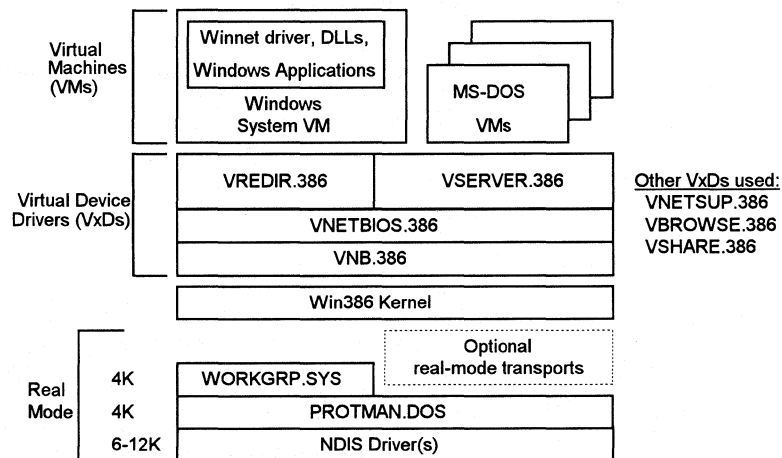 Virtual
Machines
(VMs)
Winnet driver, DLLs,
Windows Applications
Windows
System VM
MS-DOS
VMs
Virtual Device
Drivers (VxDs)
VREDIR.386
VSERVER.386
VNETBIOS.386
VNB.386
Other VxDs used:
VNETSUP.386
VBROWSE.386
VSHARE.386
Win386 Kernel
Optional
real-mode transports
Real
Mode
4K
WORKGRP.SYS
4K
PROTMAN.DOS
6-12K
NDIS Driver(s)